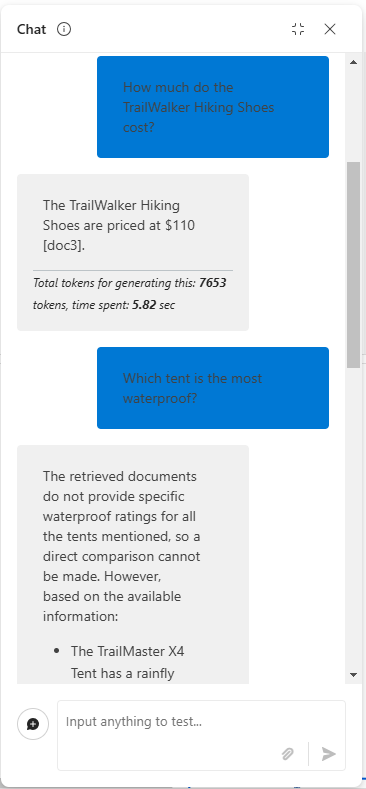 Chat
How much do the
TrailWalker Hiking Shoes
cost?
The TrailWalker Hiking
Shoes are priced at $110
[doc3].
Total tokens for generating this: 7653
tokens, time spent: 5.82 sec
Which tent is the most
waterproof?
The retrieved documents
do not provide specific
waterproof ratings for all
the tents mentioned, so a
direct comparison cannot
be made. However,
based on the available
information:
• The TrailMaster X4
Tent has a rainfly
Input anything to test...